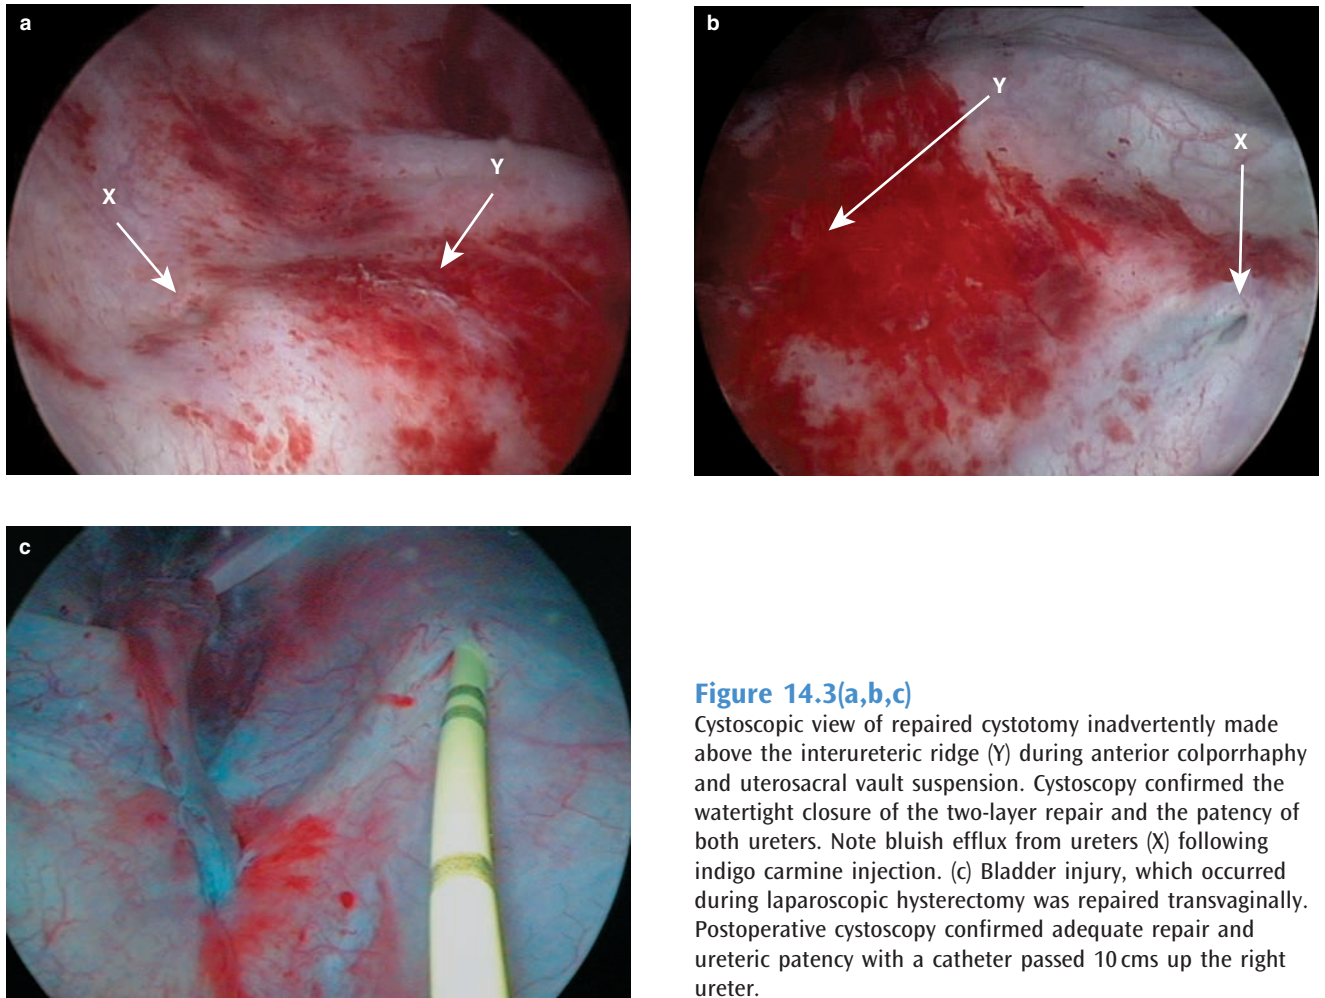 a
X
Y
b
Y
X
c
Figure 14.3(a,b,c)
Cystoscopic view of repaired cystotomy inadvertently made
above the interureteric ridge (Y) during anterior colporrhaphy
and uterosacral vault suspension. Cystoscopy confirmed the
watertight closure of the two-layer repair and the patency of
both ureters. Note bluish efflux from ureters (X) following
indigo carmine injection. (c) Bladder injury, which occurred
during laparoscopic hysterectomy was repaired transvaginally.
Postoperative cystoscopy confirmed adequate repair and
ureteric patency with a catheter passed 10 cms up the right
ureter.